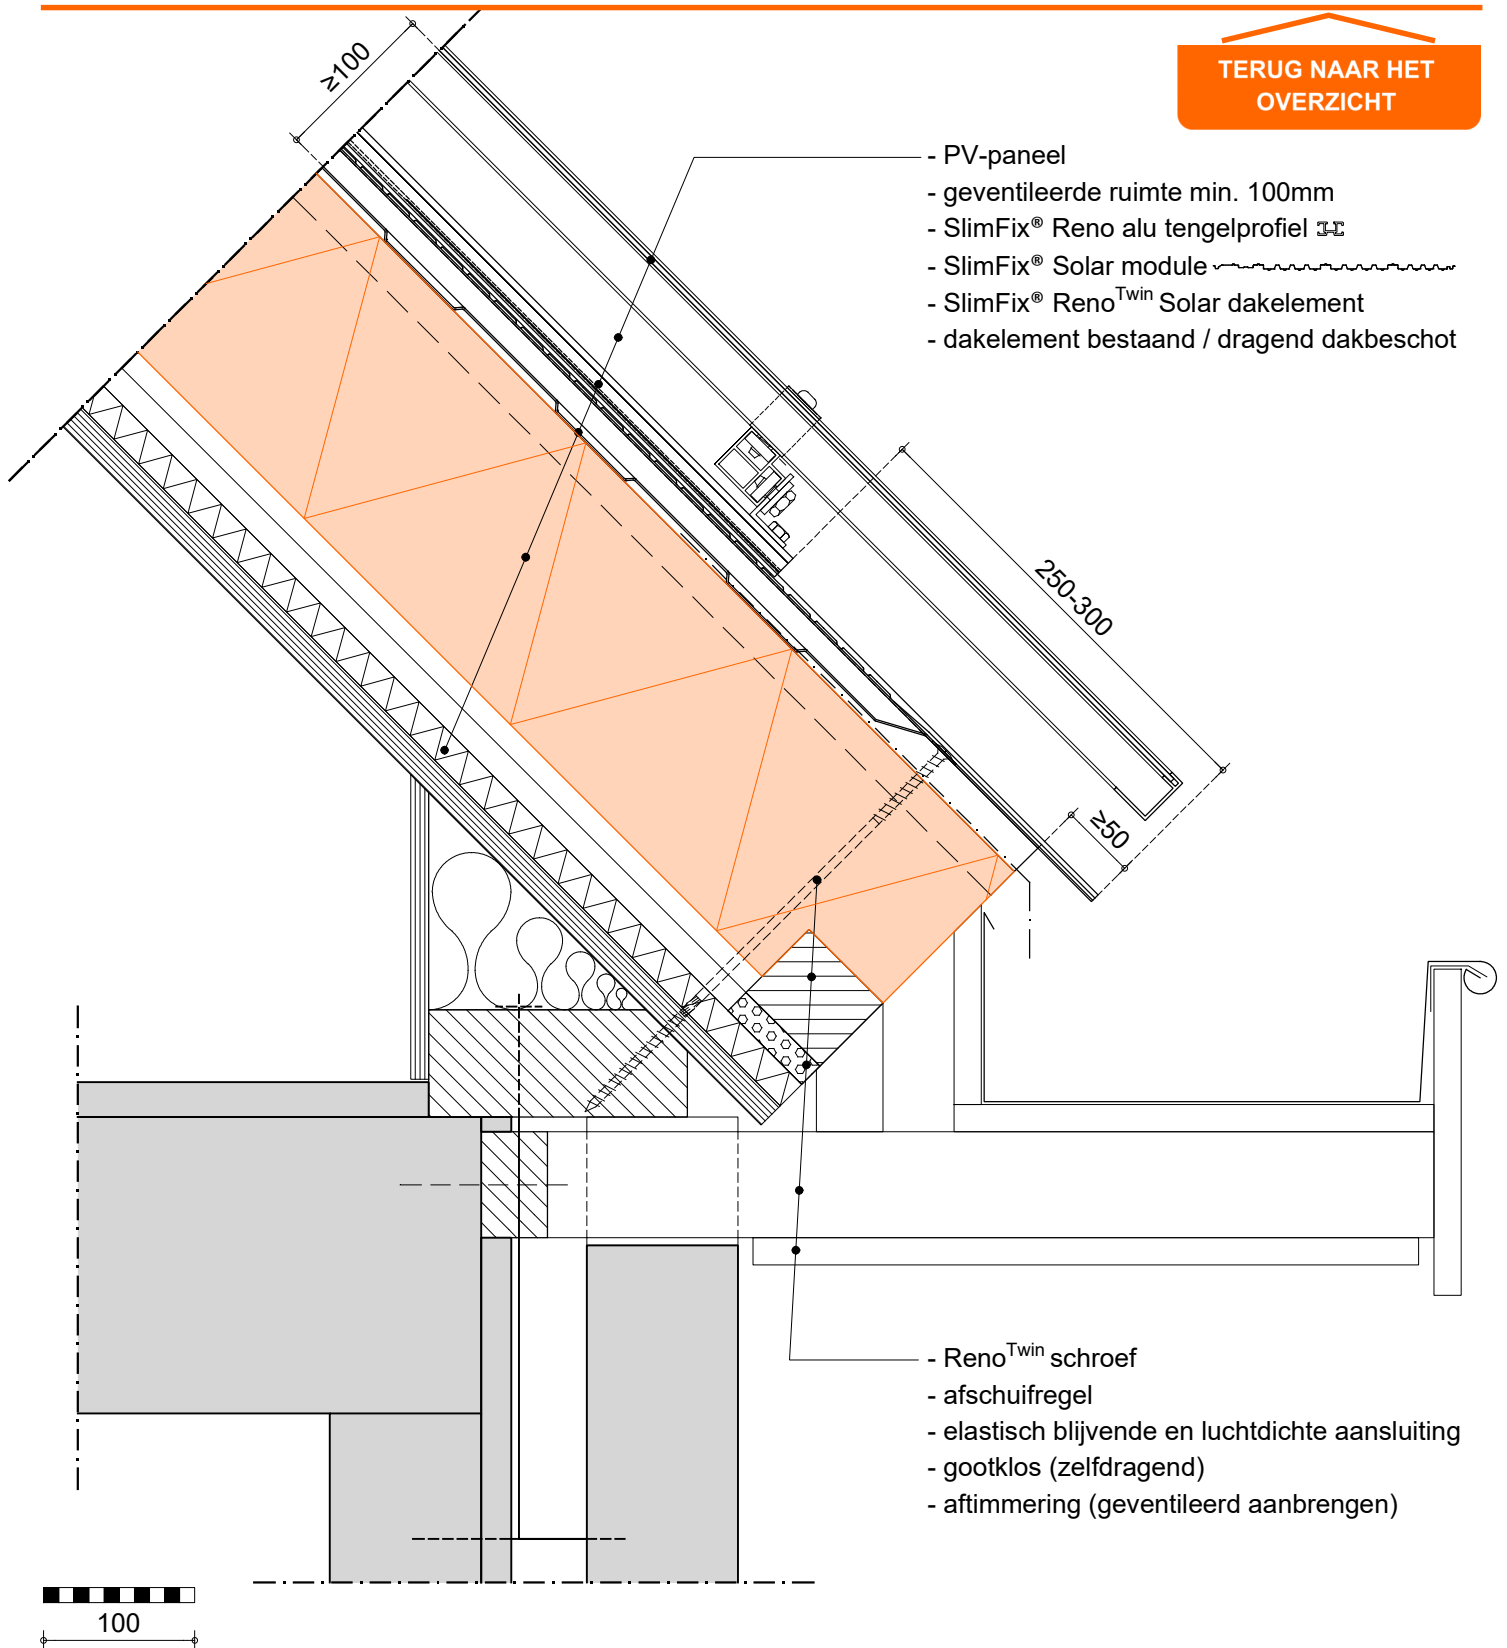 TERUG NAAR HET
OVERZICHT
≥100
- PV-paneel
- geventileerde ruimte min. 100mm
- SlimFix® Reno alu tengelprofiel
- SlimFix® Solar module
- SlimFix® RenoTwin Solar dakelement
- dakelement bestaand / dragend dakbeschot
250-300
≥50
- RenoTwin schroef
- afschuifregel
- elastisch blijvende en luchtdichte aansluiting
- gootklos (zelfdragend)
- aftimmering (geventileerd aanbrengen)
100